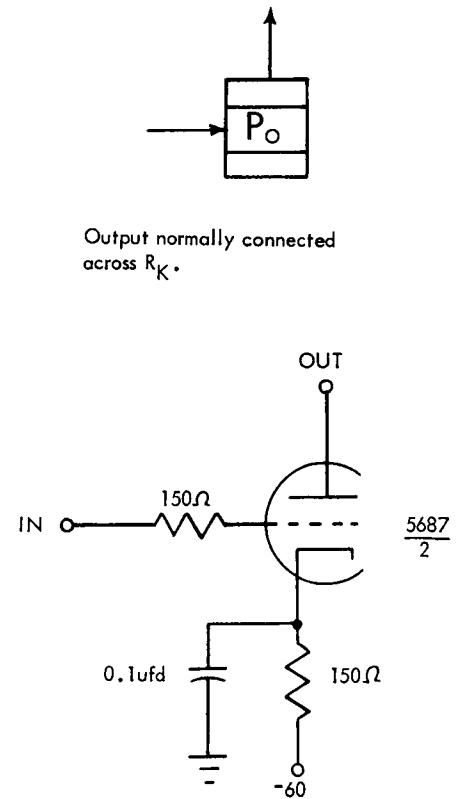 Po
Output normally connected
across RK.
OUT
150Ω
IN
5687
2
0.1ufd
150Ω
-60